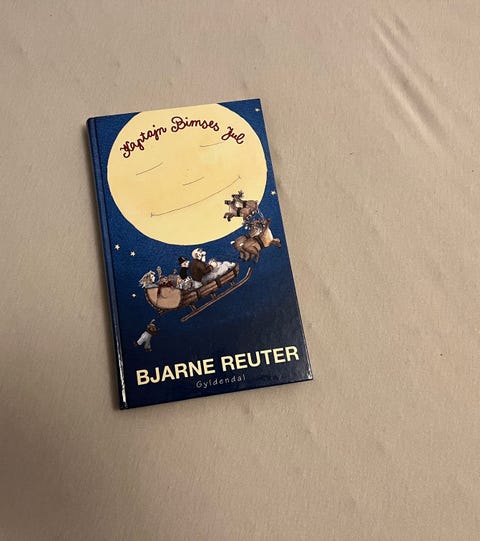 Kaptajn Bimses Jul
BJARNE REUTER
Gyldendal